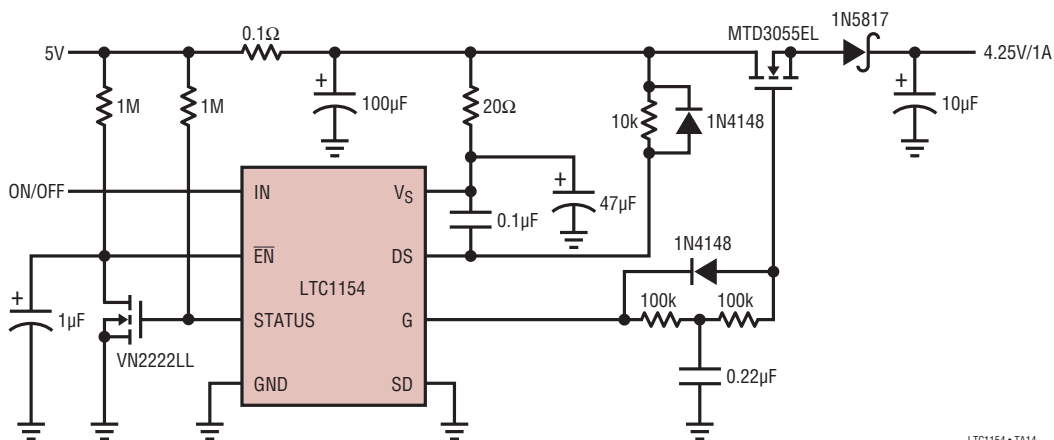 MTD3055EL
1N5817
5V
0.1Ω
4.25V/1A
1M
1M
+
100µF
20Ω
10k
1N4148
+
10µF
ON/OFF
IN
VS
+
47µF
0.1µF
EN
DS
1N4148
LTC1154
+
1µF
100k
100k
STATUS
G
VN2222LL
0.22µF
GND
SD
LTC1154 • TA14